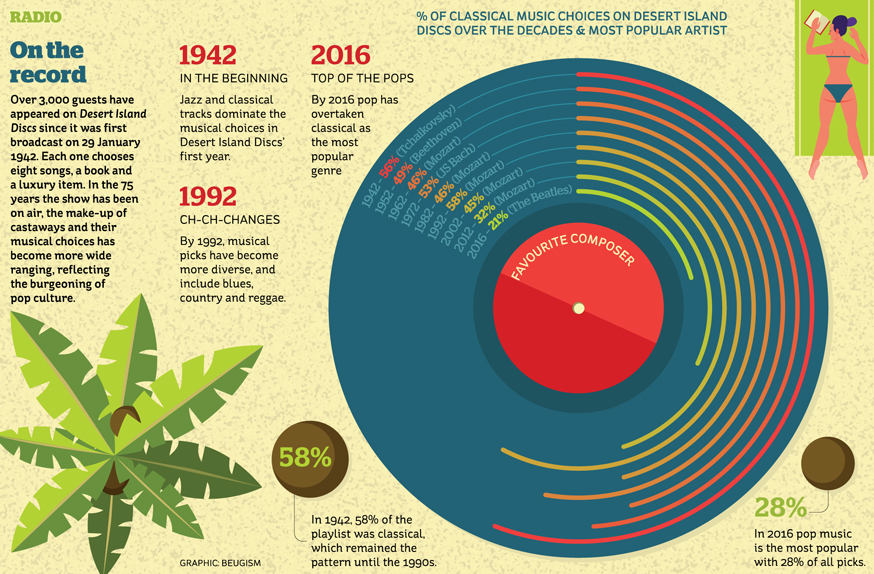 RADIO
On the
record
Over 3,000 guests have
appeared on Desert Island
Discs since it was first
broadcast on 29 January
1942. Each one chooses
eight songs, a book and
a luxury item. In the 75
years the show has been
on air, the make-up of
castaways and their
musical choices has
become more wide
ranging, reflecting
the burgeoning of
pop culture.
1942
IN THE BEGINNING
Jazz and classical
tracks dominate the
musical choices in
Desert Island Discs'
first year.
1992
CH-CH-CHANGES
By 1992, musical
picks have become
more diverse, and
include blues,
country and reggae.
2016
TOP OF THE POPS
By 2016 pop has
overtaken
classical as
the most
popular
genre
% OF CLASSICAL MUSIC CHOICES ON DESERT ISLAND
DISCS OVER THE DECADES & MOST POPULAR ARTIST
1942 - 56% (Tchaikovsky)
1952 - 49% (Beethoven)
1962 - 46% (Mozart)
1972 - 53% (JS Bach)
1982 - 46% (Mozart)
1992 - 58% (Mozart)
2002 - 45% (Mozart)
2012 - 32% (Mozart)
2016 - 21% (The Beatles)
FAVOURITE COMPOSER
58%
In 1942, 58% of the
playlist was classical,
which remained the
pattern until the 1990s.
28%
In 2016 pop music
is the most popular
with 28% of all picks.
GRAPHIC: BEUGISM